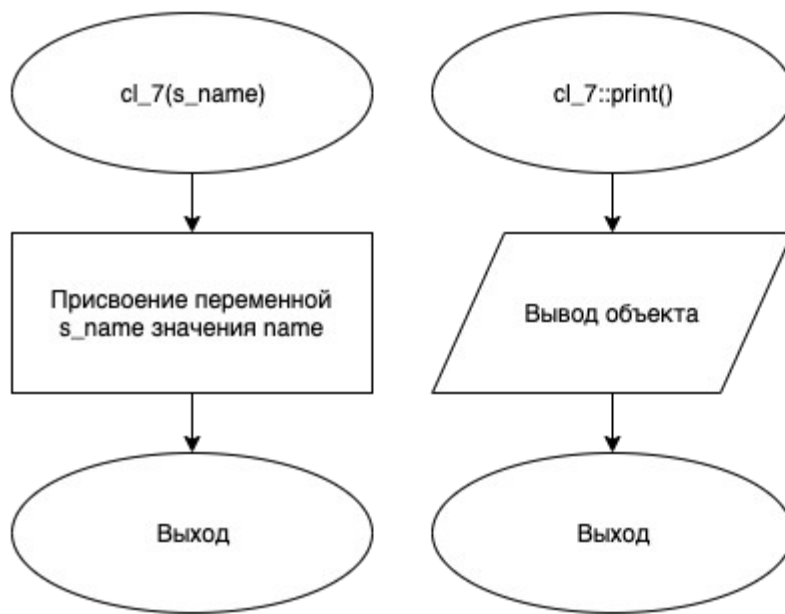 cl_7(s_name)
Присвоение переменной
s_name значения name
Выход
cl_7::print()
Вывод объекта
Выход